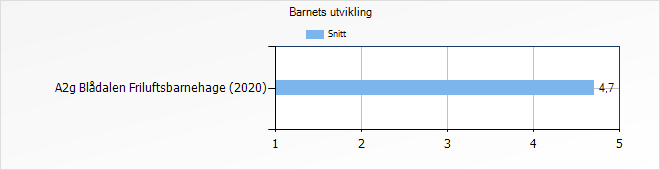 Barnets utvikling
Snitt
A2g Blådalen Friluftsbarnehage (2020)
4,7
1 2 3 4 5